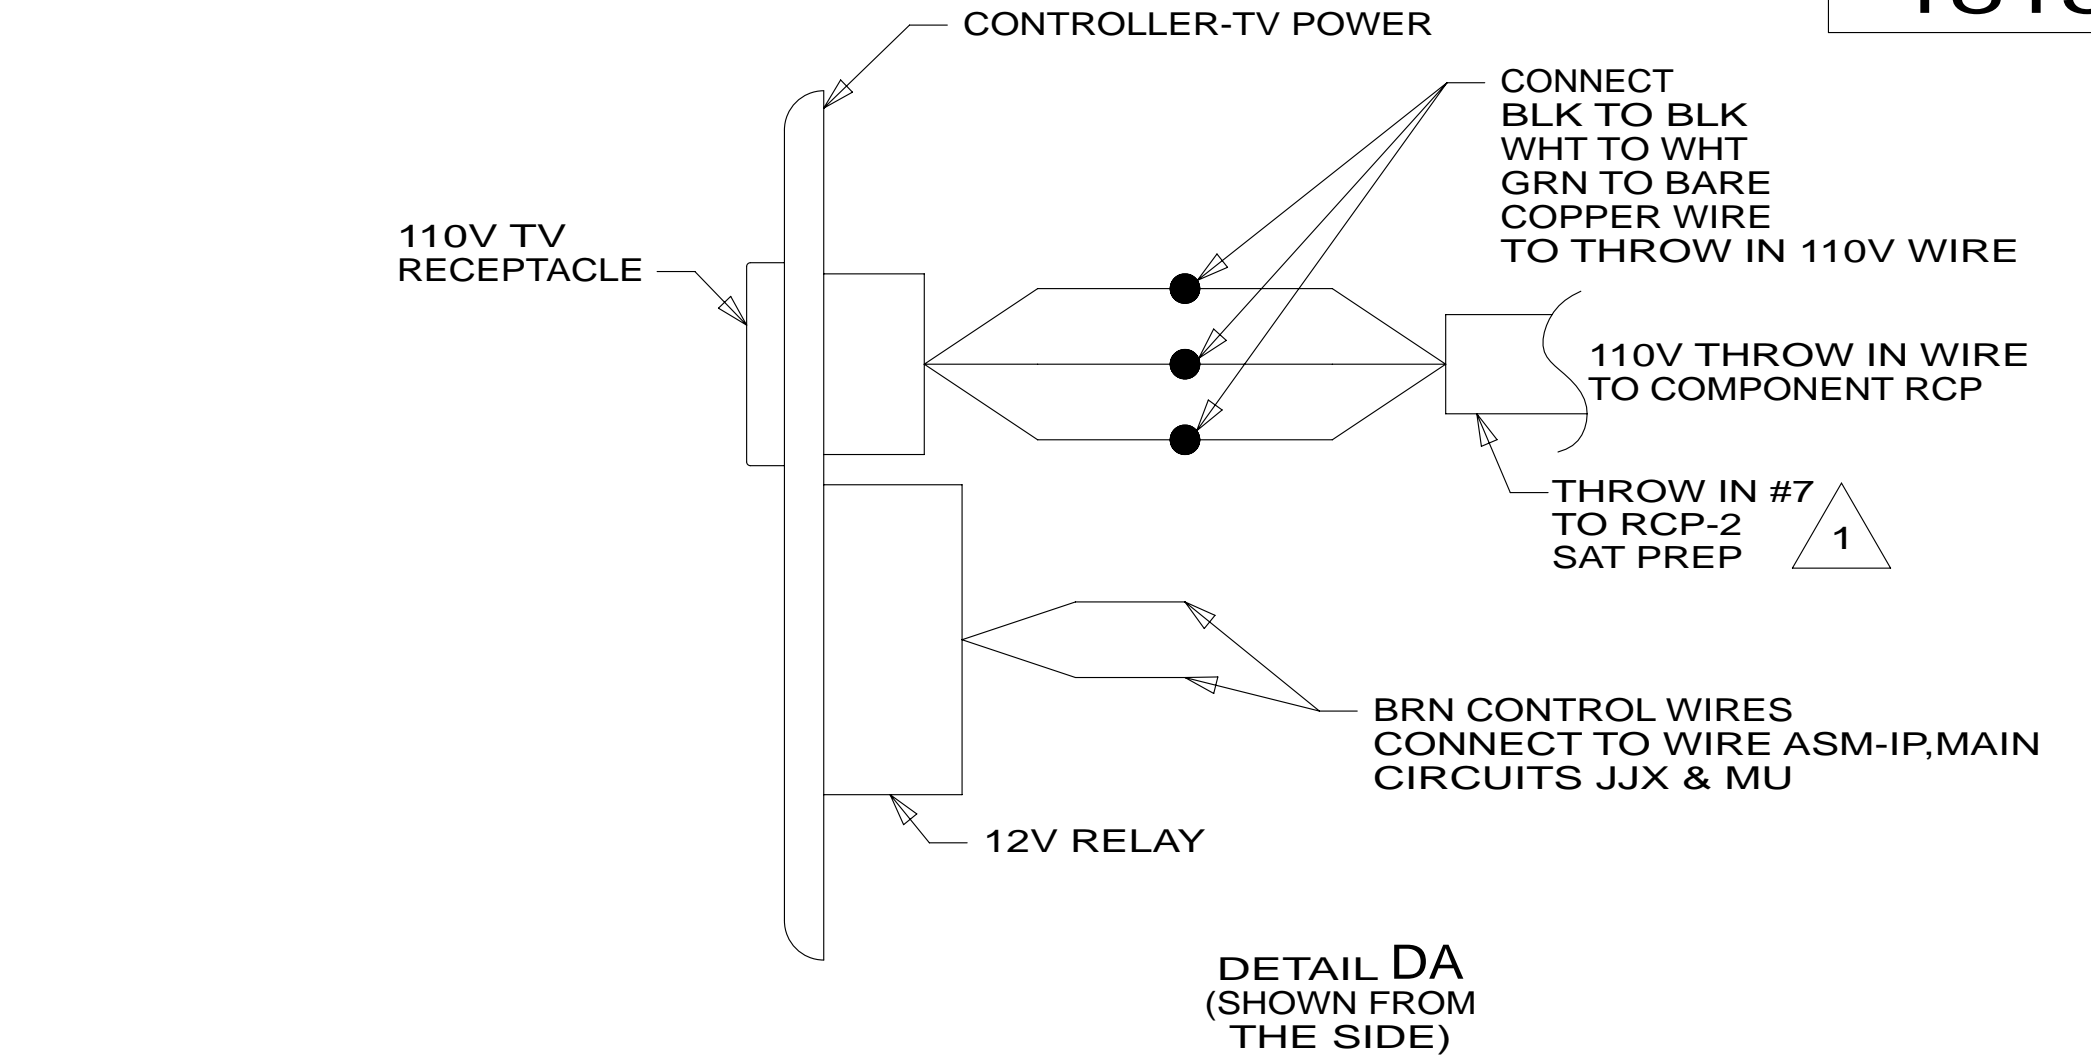 CONTROLLER-TV POWER
CONNECT
BLK TO BLK
WHT TO WHT
GRN TO BARE
COPPER WIRE
TO THROW IN 110V WIRE
110V TV
RECEPTACLE
110V THROW IN WIRE
TO COMPONENT RCP
THROW IN #7
TO RCP-2
SAT PREP
1
BRN CONTROL WIRES
CONNECT TO WIRE ASM-IP,MAIN
CIRCUITS JJX & MU
12V RELAY
DETAIL DA
(SHOWN FROM
THE SIDE)